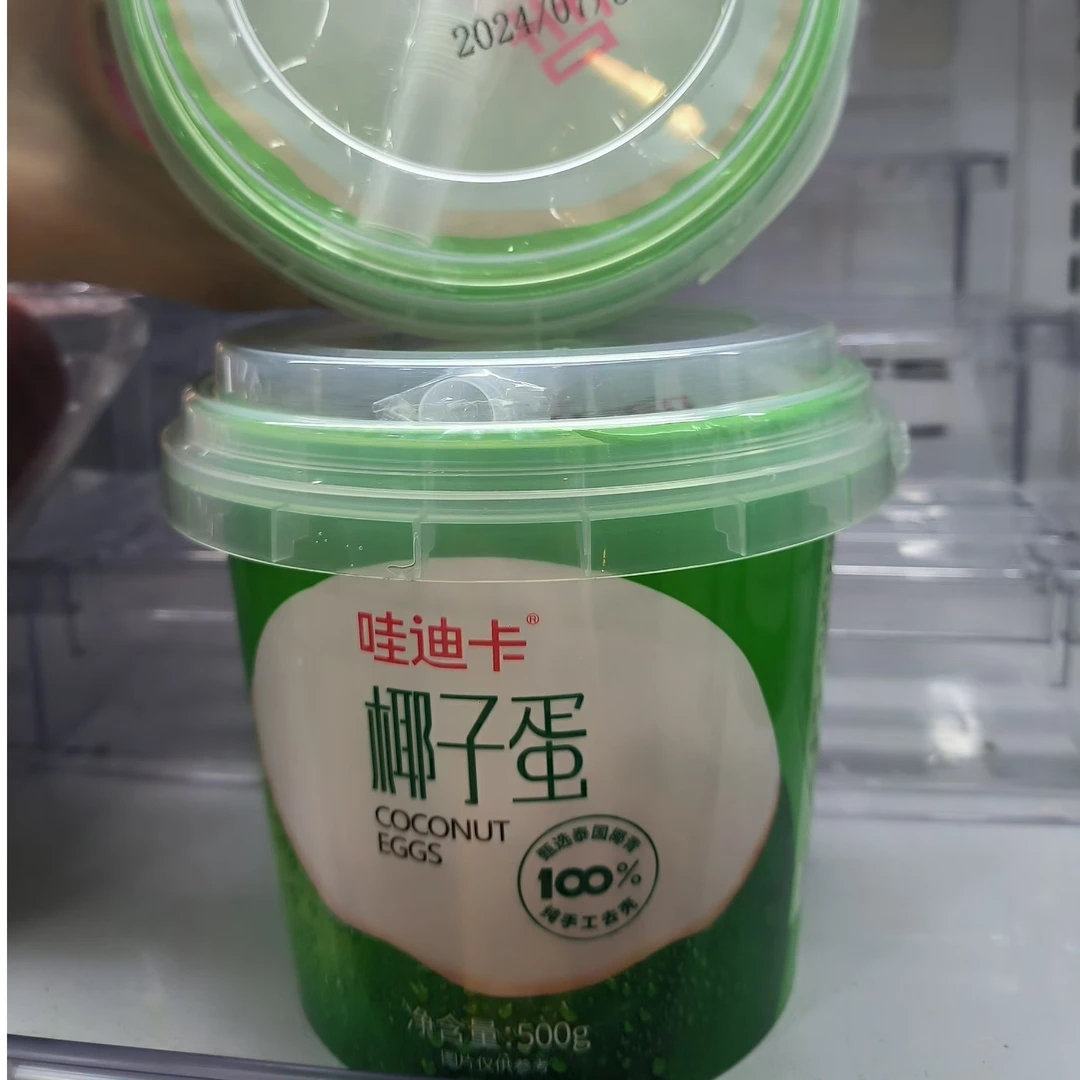 2024/07/
哇迪卡®
椰子蛋
COCONUT
EGGS
甄选泰国椰青
100%
纯手工去壳
净含量:500g
图片仅供参考